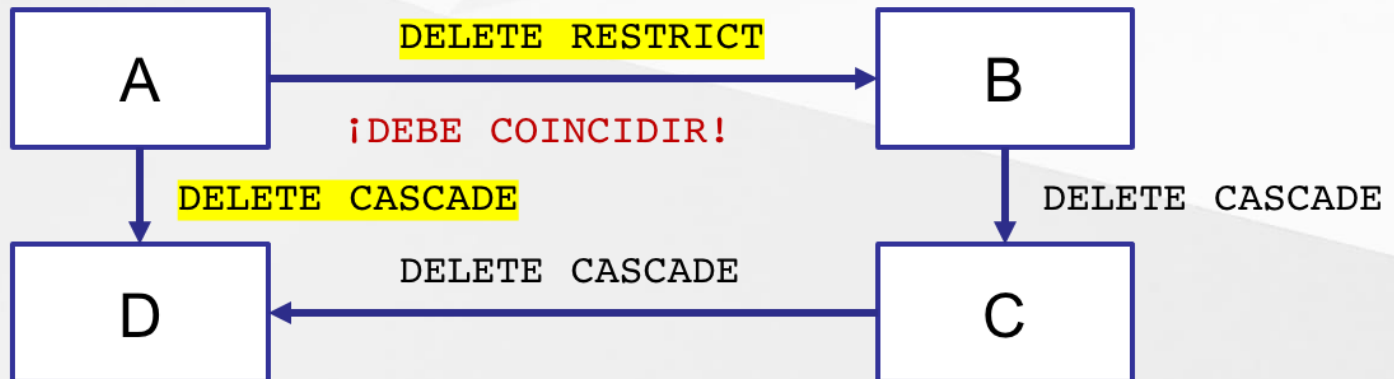 A
DELETE RESTRICT
B
¡DEBE COINCIDIR!
DELETE CASCADE
DELETE CASCADE
D
DELETE CASCADE
C